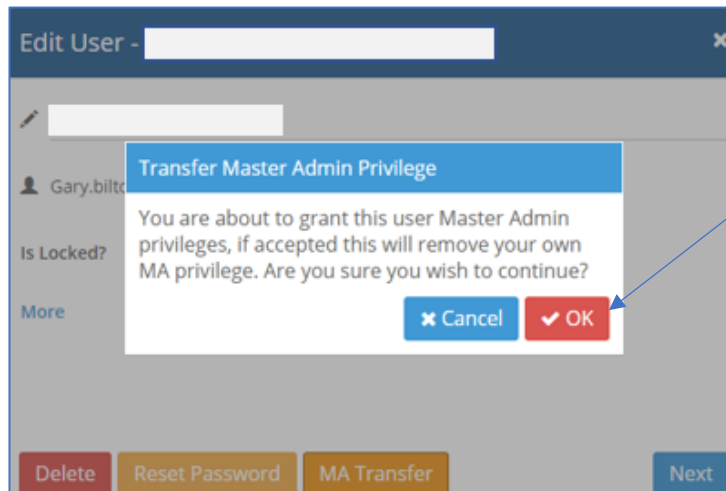 Edit User -
Transfer Master Admin Privilege
Gary.bilto
You are about to grant this user Master Admin
privileges, if accepted this will remove your own
MA privilege. Are you sure you wish to continue?
Is Locked?
More
Cancel
OK
Delete
Reset Password
MA Transfer
Next